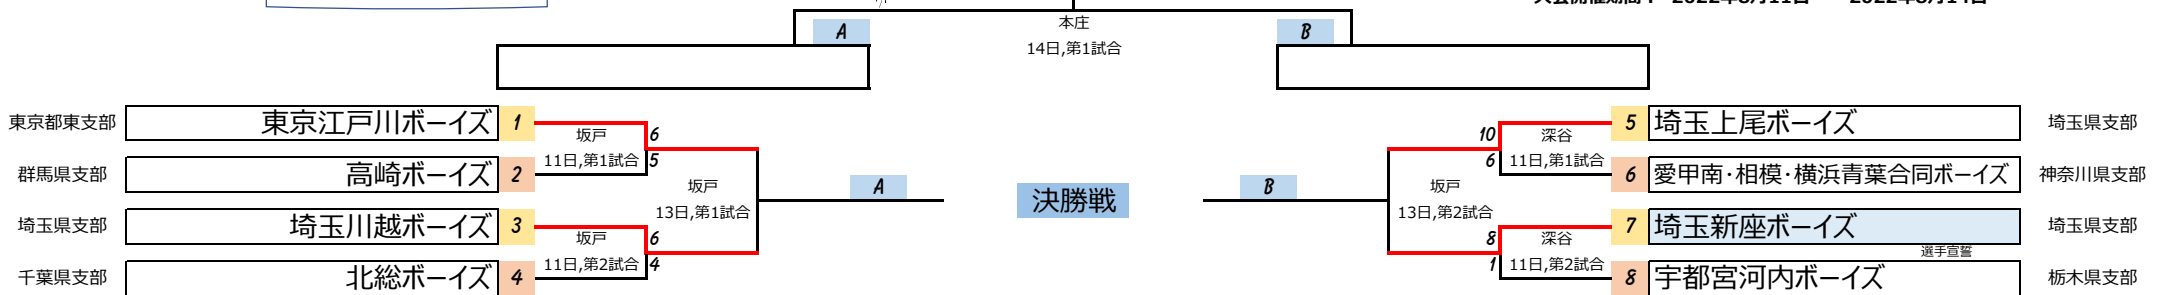 本庄
14日,第1試合
A
B
東京都東支部 東京江戸川ボーイズ 1
坂戸
11日,第1試合
6
5
群馬県支部 高崎ボーイズ 2
坂戸
13日,第1試合
埼玉県支部 埼玉川越ボーイズ 3
坂戸
11日,第2試合
6
4
千葉県支部 北総ボーイズ 4
A
決勝戦
B
10
6
深谷
11日,第1試合
5 埼玉上尾ボーイズ 埼玉県支部
6 愛甲南・相模・横浜青葉合同ボーイズ 神奈川県支部
坂戸
13日,第2試合
8
1
深谷
11日,第2試合
7 埼玉新座ボーイズ 埼玉県支部
選手宣誓
8 宇都宮河内ボーイズ 栃木県支部